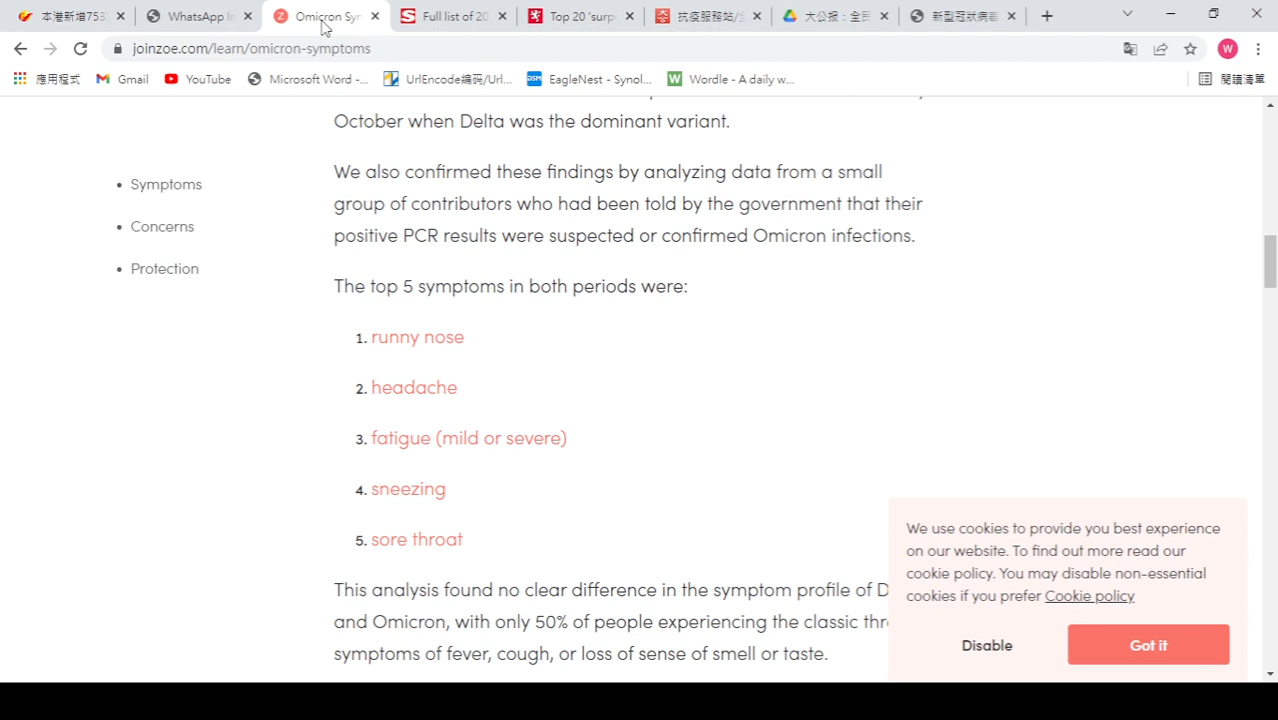 本港新增753
WhatsApp I
Omicron Syn
Full list of 20
Top 20 'surp
抗疫服務站/
大公报：全民
新型冠狀病毒
joinzoe.com/learn/omicron-symptoms
應用程式
Gmail
YouTube
Microsoft Word -...
UrlEncode编码/Url...
EagleNest - Synol...
Wordle - A daily w...
閱讀清單
October when Delta was the dominant variant.
Symptoms
Concerns
Protection
We also confirmed these findings by analyzing data from a small
group of contributors who had been told by the government that their
positive PCR results were suspected or confirmed Omicron infections.
The top 5 symptoms in both periods were:
1. runny nose
2. headache
3. fatigue (mild or severe)
4. sneezing
5. sore throat
This analysis found no clear difference in the symptom profile of D
and Omicron, with only 50% of people experiencing the classic thr
symptoms of fever, cough, or loss of sense of smell or taste.
We use cookies to provide you best experience
on our website. To find out more read our
cookie policy. You may disable non-essential
cookies if you prefer Cookie policy
Disable
Got it